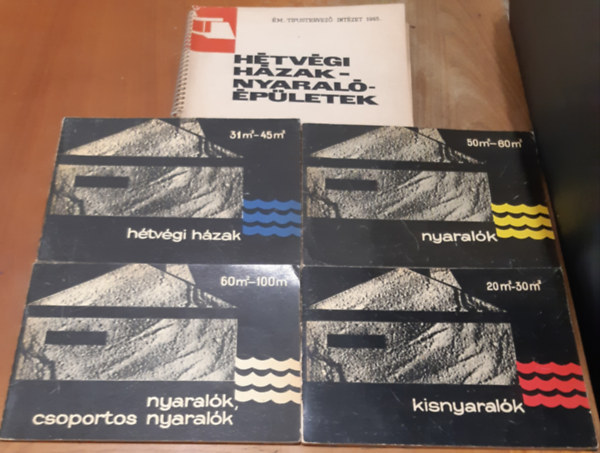 ÉM. TIPUSTERVEZŐ INTÉZET 1965.
HÉTVÉGI
HÁZAK-
NYARALÓ-
ÉPÜLETEK
31m²-45m²
hétvégi házak
50m²-60m²
nyaralók
60m²-100m²
nyaralók,
csoportos nyaralók
20m²-30m²
kisnyaralók